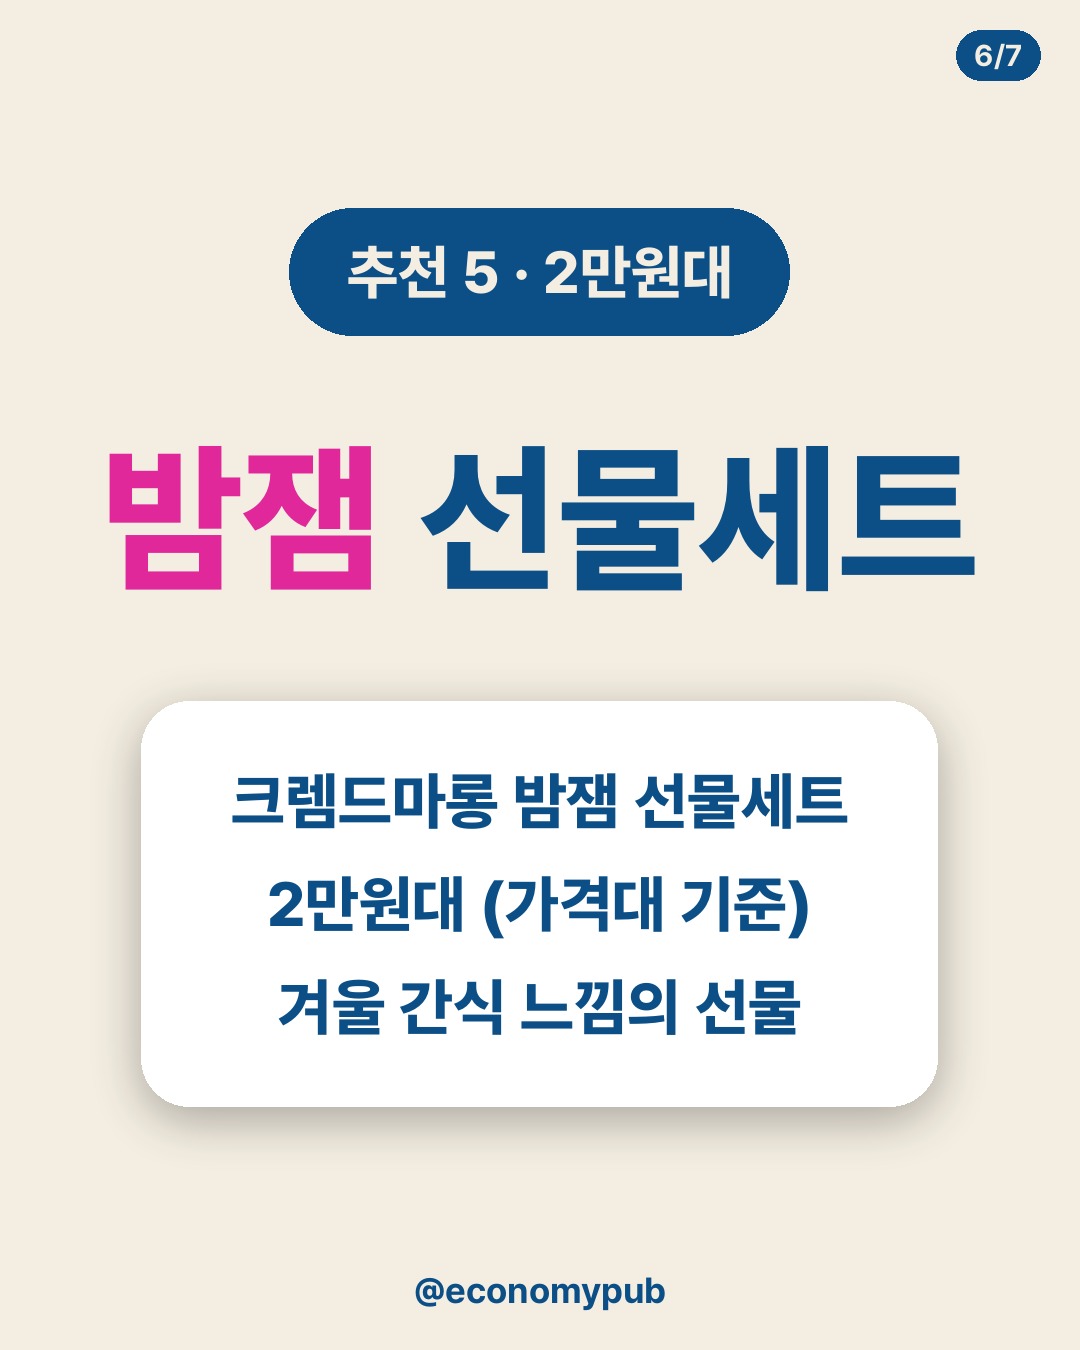 6/7
추천 5 · 2만원대
밤잼 선물세트
크렘드마롱 밤잼 선물세트
2만원대 (가격대 기준)
겨울 간식 느낌의 선물
@economypub